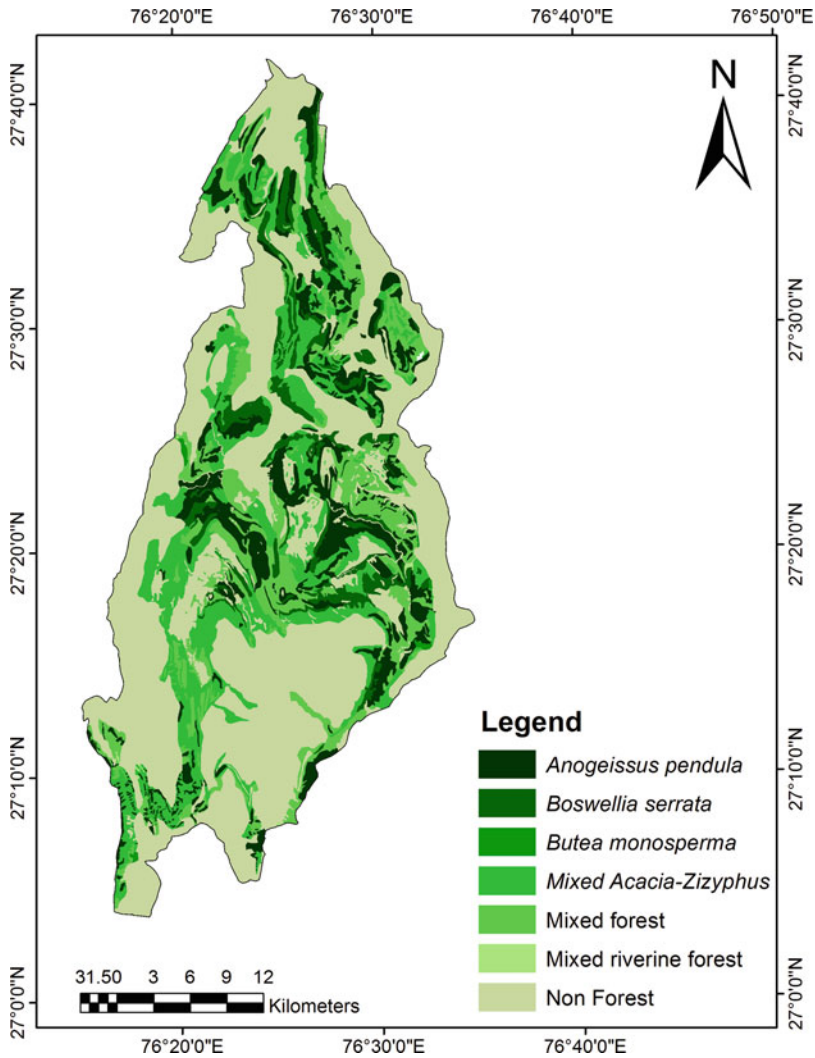 76°20'0"E 76°30'0"E 76°40'0"E 76°50'0"E
N
27°40'0"N 27°40'0"N
27°30'0"N 27°30'0"N
27°20'0"N 27°20'0"N
27°10'0"N 27°10'0"N
27°0'0"N 27°0'0"N
Legend
Anogeissus pendula
Boswellia serrata
Butea monosperma
Mixed Acacia-Zizyphus
Mixed forest
Mixed riverine forest
Non Forest
31.50 3 6 9 12
Kilometers
76°20'0"E 76°30'0"E 76°40'0"E